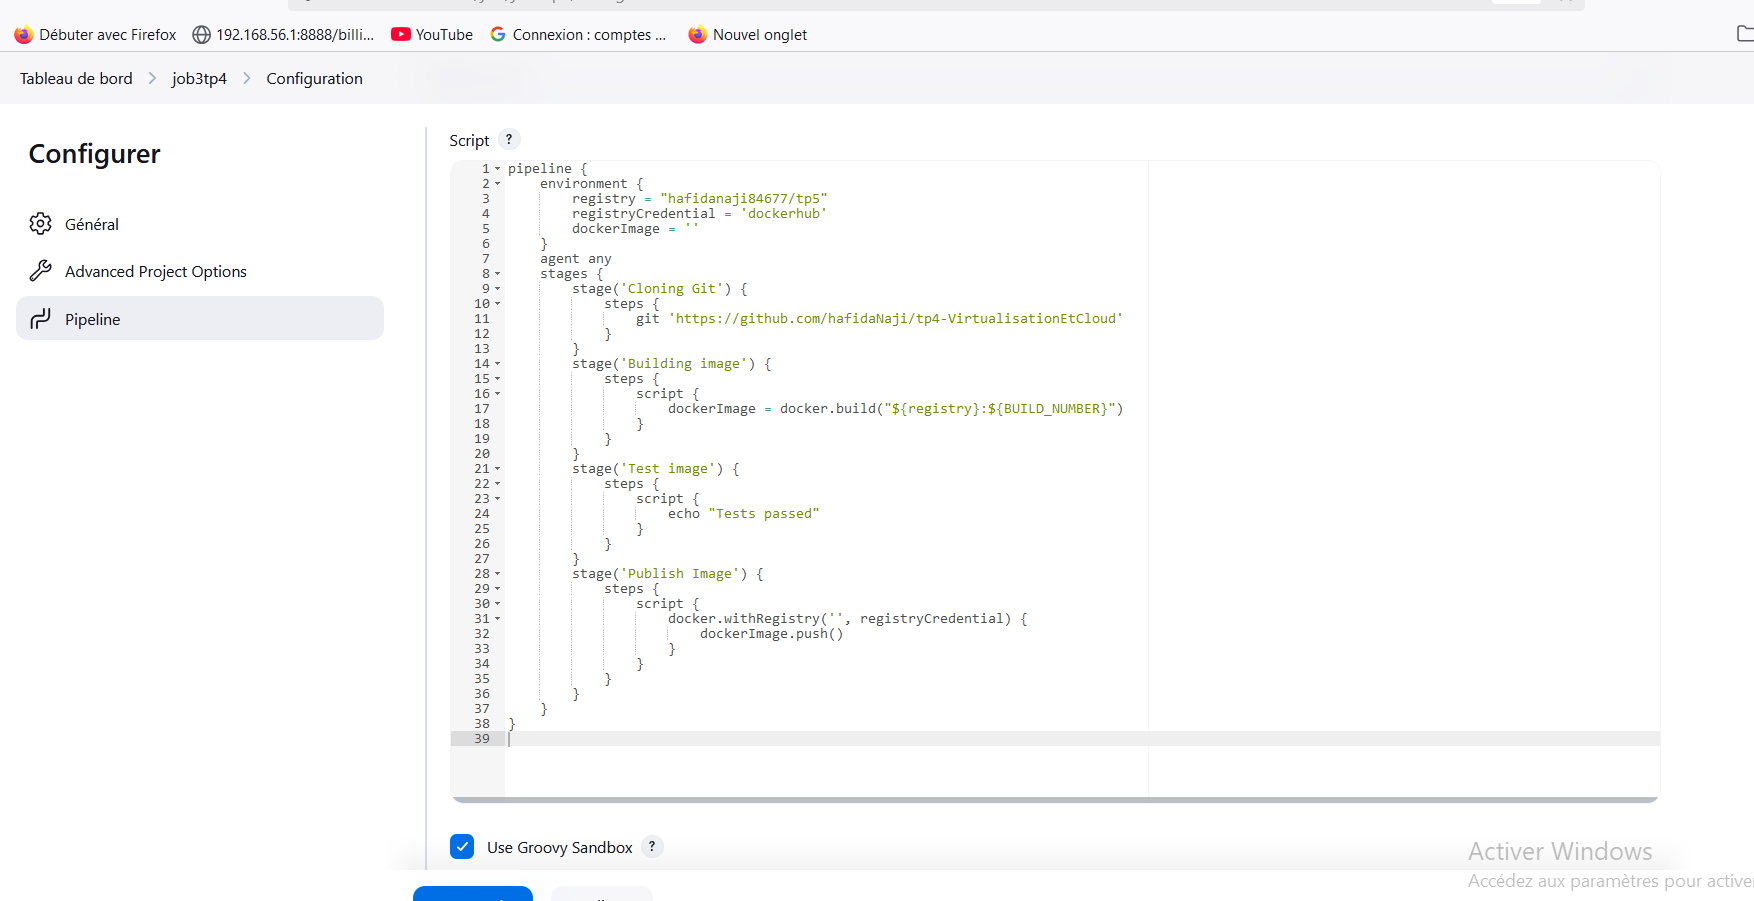 Débuter avec Firefox 192.168.56.1:8888/billi... YouTube Connexion : comptes ... Nouvel onglet
Tableau de bord job3tp4 Configuration
Configurer
Général
Advanced Project Options
Pipeline
Script ?
1 pipeline {
2 environment {
3 registry = "hafidanaji84677/tp5"
4 registryCredential = 'dockerhub'
5 dockerImage = ''
6 }
7 agent any
8 stages {
9 stage('Cloning Git') {
10 steps {
11 git 'https://github.com/hafidaNaji/tp4-VirtualisationEtCloud'
12 }
13 }
14 stage('Building image') {
15 steps {
16 script {
17 dockerImage = docker.build("${registry}:${BUILD_NUMBER}")
18 }
19 }
20 }
21 stage('Test image') {
22 steps {
23 script {
24 echo "Tests passed"
25 }
26 }
27 }
28 stage('Publish Image') {
29 steps {
30 script {
31 docker.withRegistry('', registryCredential) {
32 dockerImage.push()
33 }
34 }
35 }
36 }
37 }
38 }
39
Use Groovy Sandbox ?
Activer Windows
Accédez aux paramètres pour activer